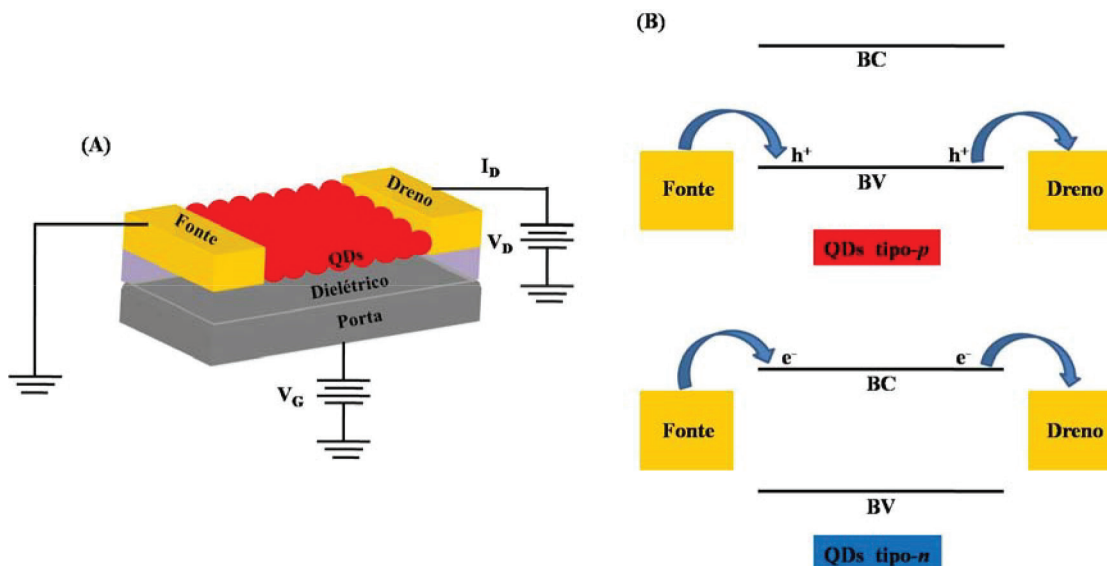 (A)
Fonte
Dreno
I_D
V_D
QDs
Dielétrico
Porta
V_G
(B)
BC
h⁺
h⁺
Fonte
BV
Dreno
QDs tipo-p
e⁻
e⁻
BC
Fonte
Dreno
BV
QDs tipo-n